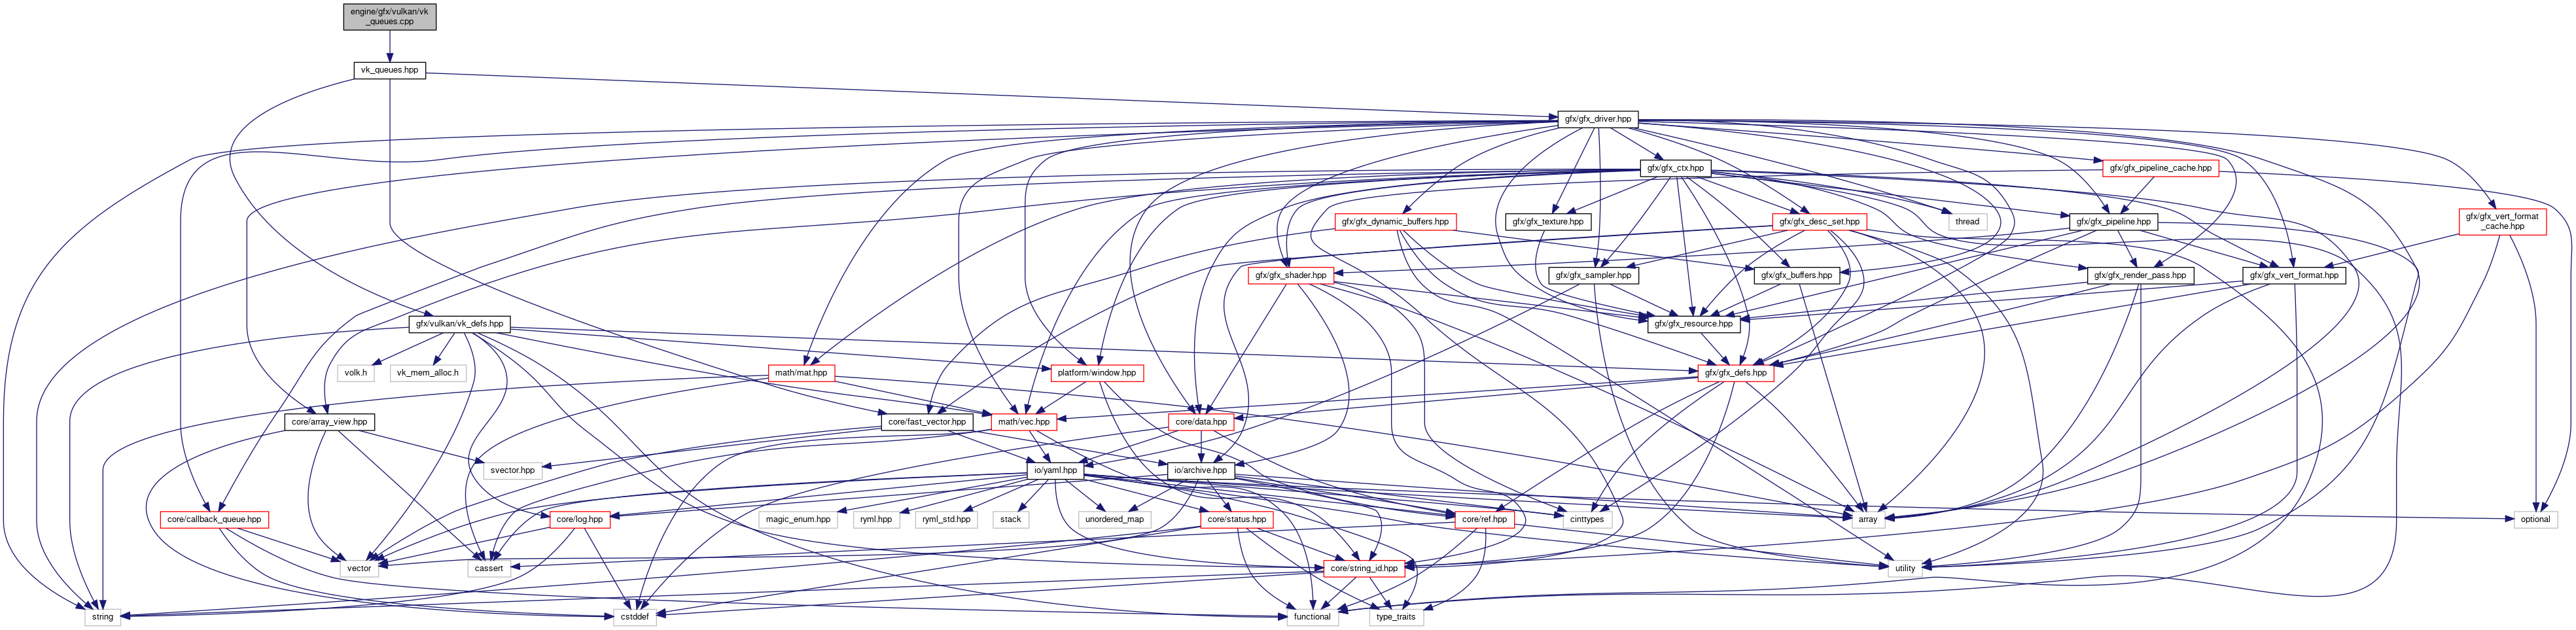 engine/gfx/vulkan/vk
_queues.cpp
vk_queues.hpp
gfx/gfx_driver.hpp
gfx/gfx_ctx.hpp
gfx/gfx_pipeline_cache.hpp
gfx/gfx_dynamic_buffers.hpp
gfx/gfx_texture.hpp
gfx/gfx_desc_set.hpp
thread
gfx/gfx_pipeline.hpp
gfx/gfx_vert_format
_cache.hpp
gfx/gfx_shader.hpp
gfx/gfx_sampler.hpp
gfx/gfx_buffers.hpp
gfx/gfx_render_pass.hpp
gfx/gfx_vert_format.hpp
gfx/vulkan/vk_defs.hpp
gfx/gfx_resource.hpp
volk.h
vk_mem_alloc.h
math/mat.hpp
platform/window.hpp
gfx/gfx_defs.hpp
core/array_view.hpp
core/fast_vector.hpp
math/vec.hpp
core/data.hpp
svector.hpp
io/yaml.hpp
io/archive.hpp
core/callback_queue.hpp
core/log.hpp
magic_enum.hpp
ryml.hpp
ryml_std.hpp
stack
unordered_map
core/status.hpp
core/ref.hpp
cinttypes
array
optional
vector
cassert
core/string_id.hpp
utility
string
cstddef
functional
type_traits